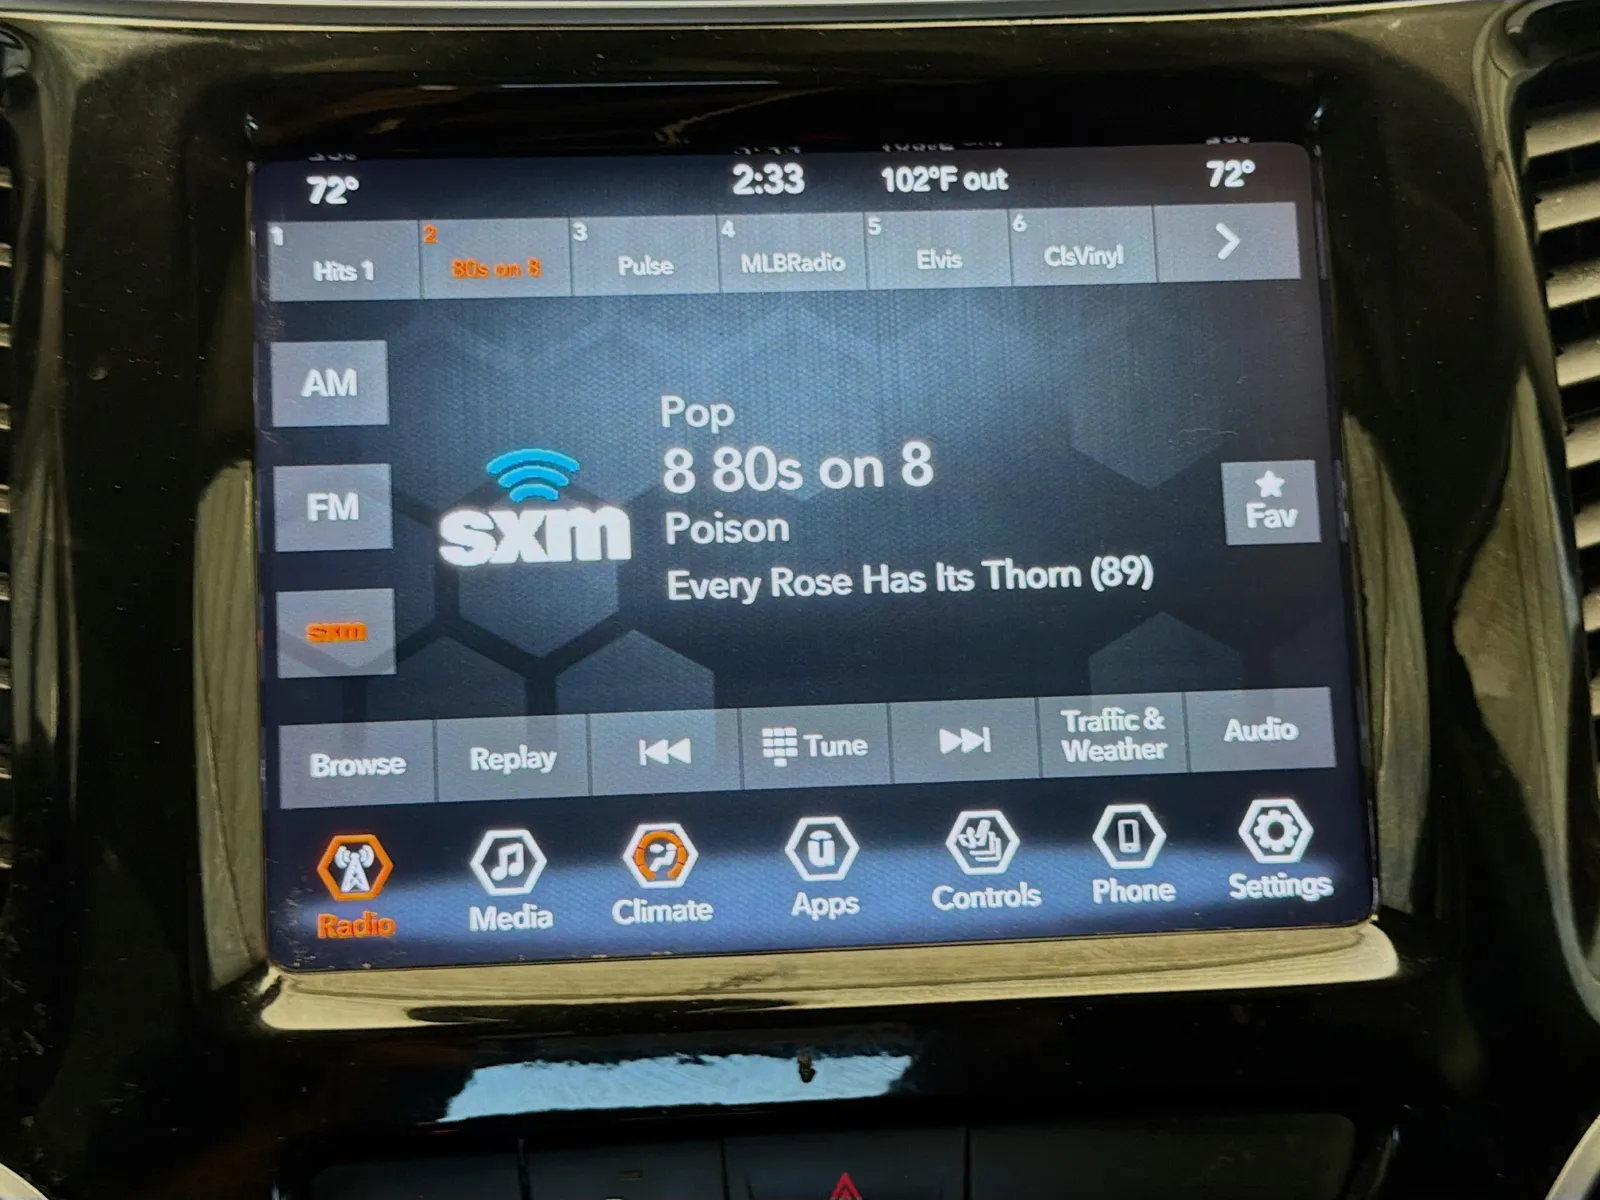 72° 2:33 102°F out 72°
1 2 3 4 5 6
Hits 1 80s on 8 Pulse MLBRadio Elvis ClsVinyl
AM
Pop
8 80s on 8
FM
sxm
Fav
Poison
Every Rose Has Its Thorn (89)
sxm
Browse Replay Tune Traffic & Audio
Weather
Radio Media Climate Apps Controls Phone Settings